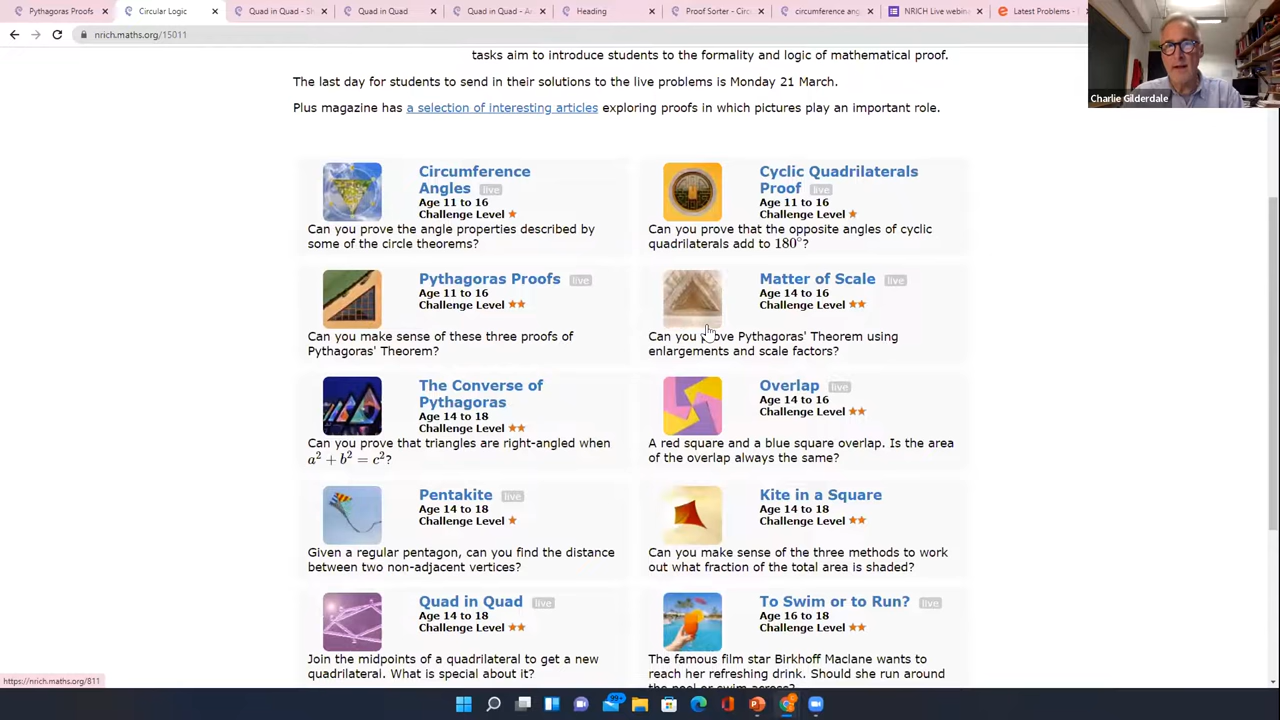 Pythagoras Proofs
Circular Logic
Quad in Quad - S
Quad in Quad
Quad in Quad - A
Heading
Proof Sorter - Circ
circumference ang
NRICH Live webina
Latest Problems -
nrich.maths.org/15011
tasks aim to introduce students to the formality and logic of mathematical proof.
The last day for students to send in their solutions to the live problems is Monday 21 March.
Plus magazine has a selection of interesting articles exploring proofs in which pictures play an important role.
Charlie Gilderdale
Circumference
Angles live
Age 11 to 16
Challenge Level
Can you prove the angle properties described by
some of the circle theorems?
Cyclic Quadrilaterals
Proof live
Age 11 to 16
Challenge Level
Can you prove that the opposite angles of cyclic
quadrilaterals add to 180°?
Pythagoras Proofs live
Age 11 to 16
Challenge Level
Can you make sense of these three proofs of
Pythagoras' Theorem?
Matter of Scale live
Age 14 to 16
Challenge Level
Can you prove Pythagoras' Theorem using
enlargements and scale factors?
The Converse of
Pythagoras
Age 14 to 18
Challenge Level
Can you prove that triangles are right-angled when
a² + b² = c²?
Overlap live
Age 14 to 16
Challenge Level
A red square and a blue square overlap. Is the area
of the overlap always the same?
Pentakite live
Age 14 to 18
Challenge Level
Given a regular pentagon, can you find the distance
between two non-adjacent vertices?
Kite in a Square
Age 14 to 18
Challenge Level
Can you make sense of the three methods to work
out what fraction of the total area is shaded?
Quad in Quad live
Age 14 to 18
Challenge Level
Join the midpoints of a quadrilateral to get a new
quadrilateral. What is special about it?
To Swim or to Run? live
Age 16 to 18
Challenge Level
The famous film star Birkhoff Maclane wants to
reach her refreshing drink. Should she run around
the pool or swim across?
https://nrich.maths.org/811
99+